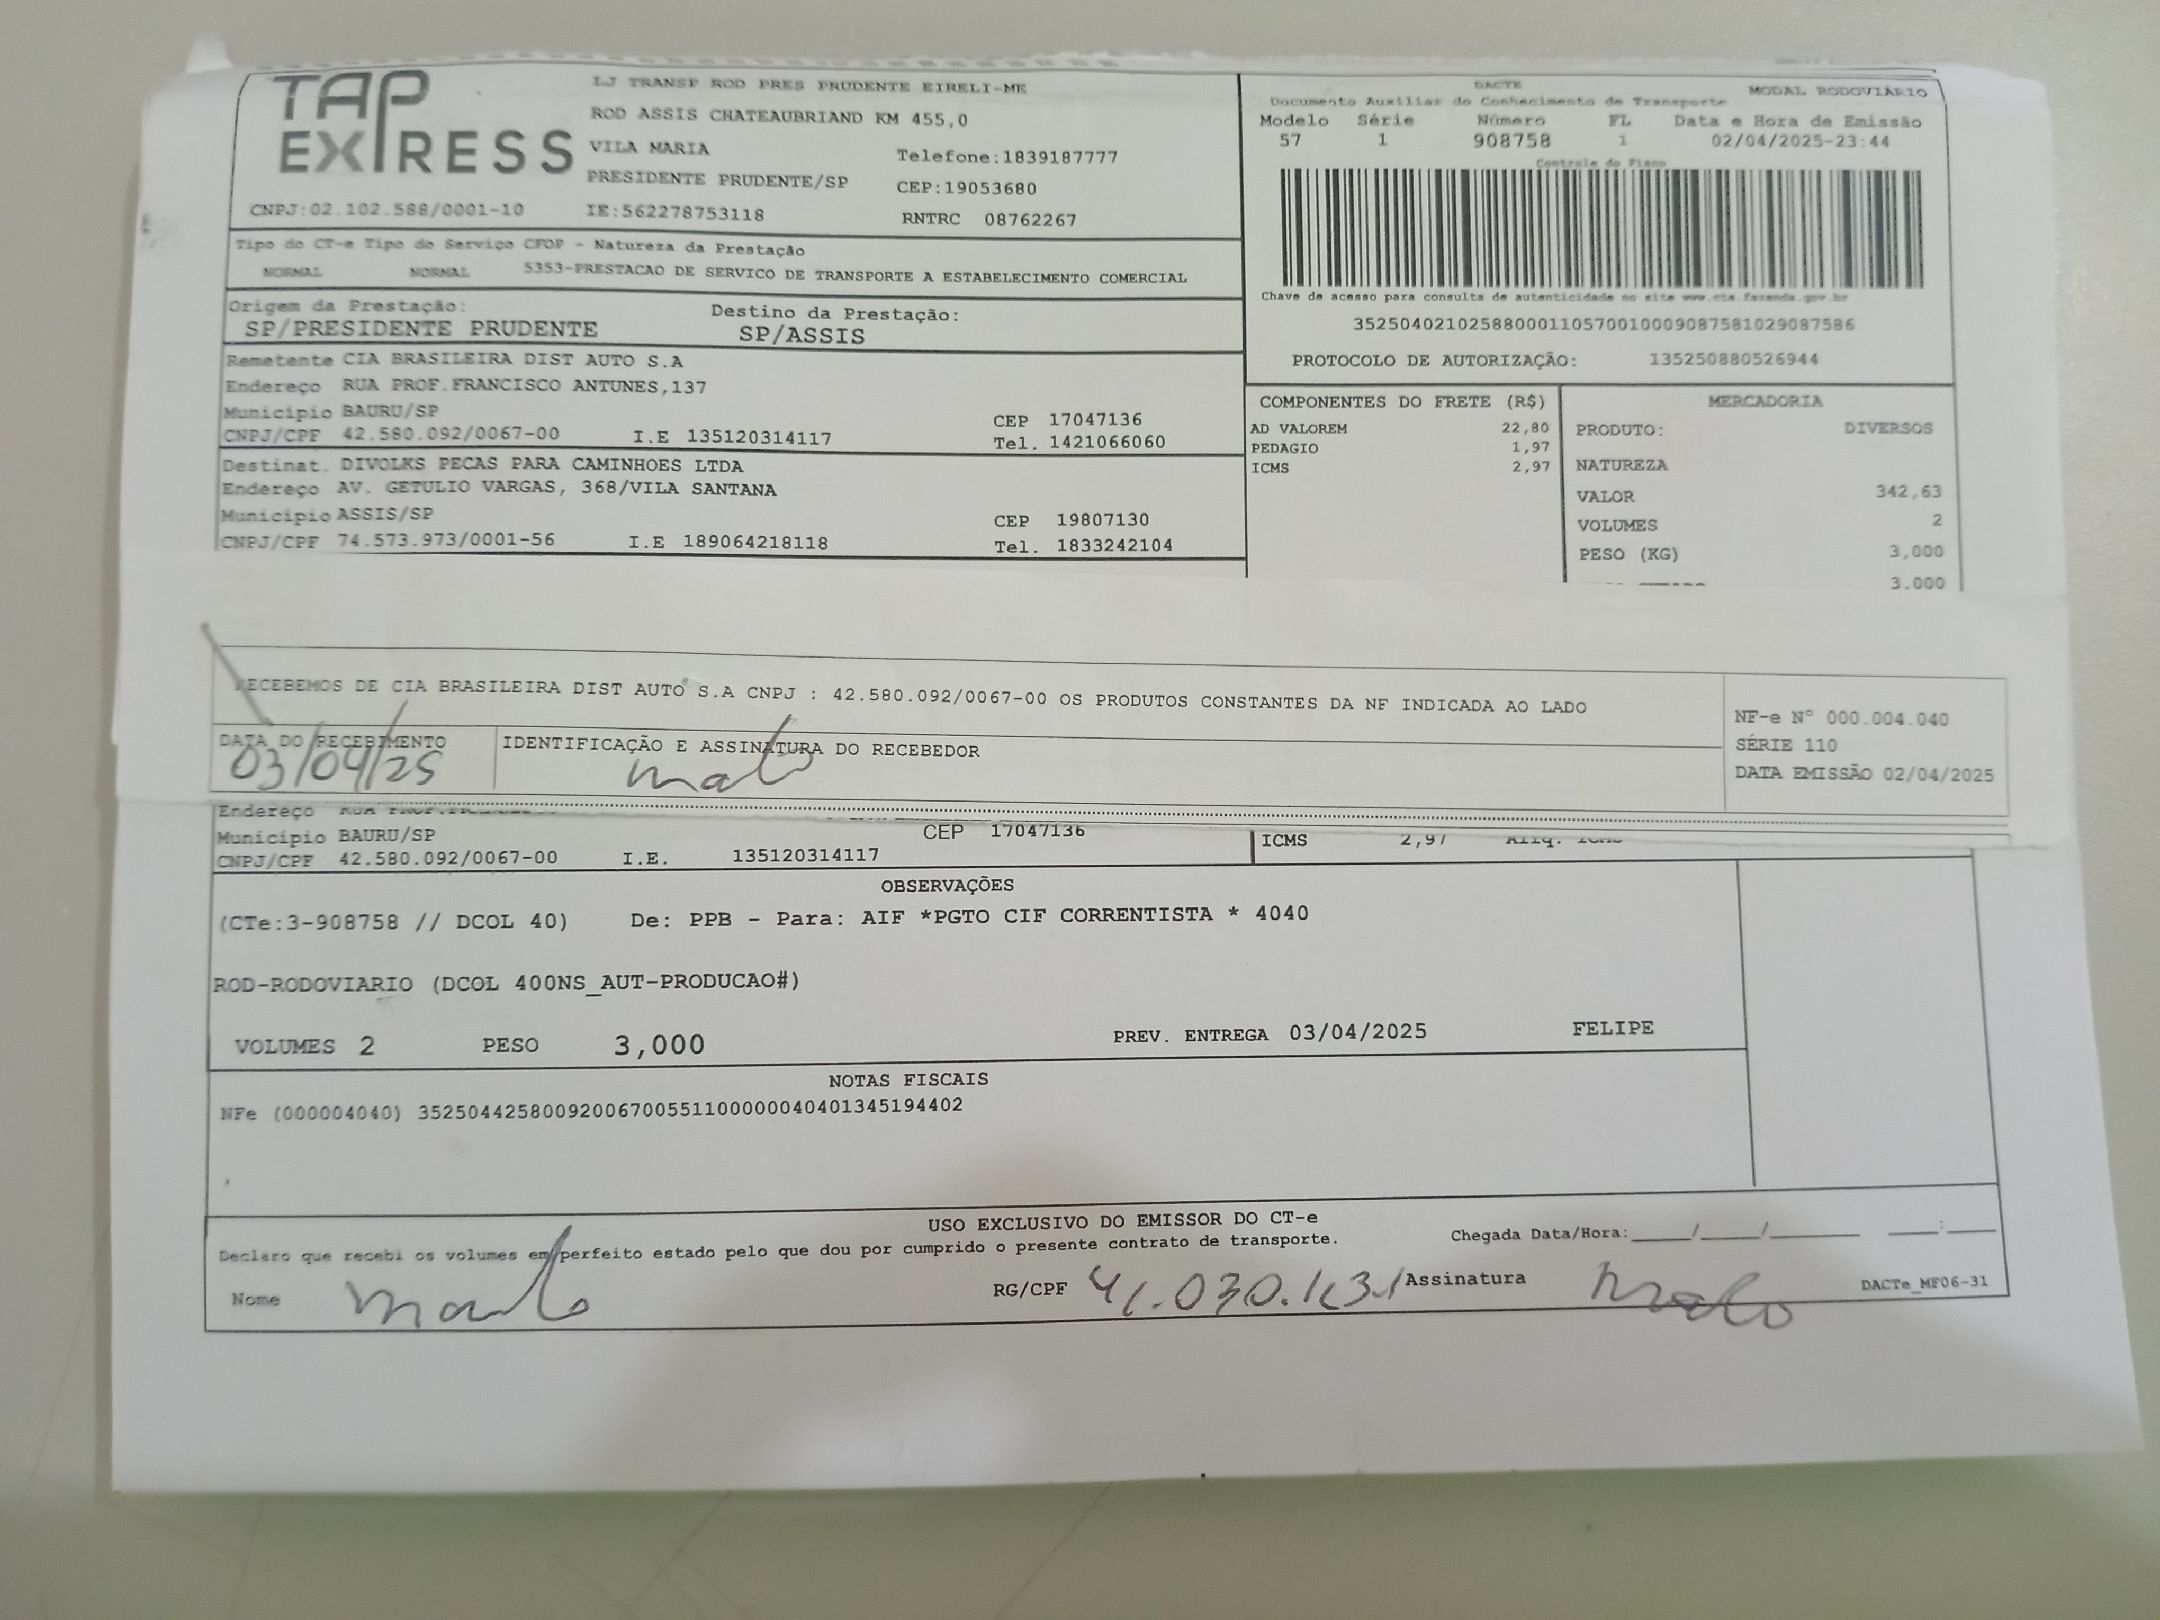 TAP EXPRESS
LJ TRANSP ROD PRES PRUDENTE EIRELI-ME
ROD ASSIS CHATEAUBRIAND KM 455,0
VILA MARIA Telefone:1839187777
PRESIDENTE PRUDENTE/SP CEP:19053680
CNPJ:02.102.588/0001-10 IE:562278753118 RNTRC 08762267
DACTE MODAL RODOVIÁRIO
Documento Auxiliar do Conhecimento de Transporte
Modelo Série Número FL Data e Hora de Emissão
57 1 908758 1 02/04/2025-23:44
Controle do Fisco
Chave de acesso para consulta de autenticidade no site www.cte.fazenda.gov.br
35250402102588000110570010009087581029087586
PROTOCOLO DE AUTORIZAÇÃO: 135250880526944
Tipo do CT-e Tipo do Serviço CFOP - Natureza da Prestação
NORMAL NORMAL 5353-PRESTACAO DE SERVICO DE TRANSPORTE A ESTABELECIMENTO COMERCIAL
Origem da Prestação: Destino da Prestação:
SP/PRESIDENTE PRUDENTE SP/ASSIS
Remetente CIA BRASILEIRA DIST AUTO S.A
Endereço RUA PROF.FRANCISCO ANTUNES,137
Município BAURU/SP CEP 17047136
CNPJ/CPF 42.580.092/0067-00 I.E 135120314117 Tel. 1421066060
Destinat. DIVOLKS PECAS PARA CAMINHOES LTDA
Endereço AV. GETULIO VARGAS, 368/VILA SANTANA
Município ASSIS/SP CEP 19807130
CNPJ/CPF 74.573.973/0001-56 I.E 189064218118 Tel. 1833242104
COMPONENTES DO FRETE (R$)
AD VALOREM 22,80
PEDAGIO 1,97
ICMS 2,97
MERCADORIA
PRODUTO: DIVERSOS
NATUREZA
VALOR 342,63
VOLUMES 2
PESO (KG) 3,000
3.000
RECEBEMOS DE CIA BRASILEIRA DIST AUTO S.A CNPJ : 42.580.092/0067-00 OS PRODUTOS CONSTANTES DA NF INDICADA AO LADO
DATA DO RECEBIMENTO IDENTIFICAÇÃO E ASSINATURA DO RECEBEDOR
03/04/25
NF-e N° 000.004.040
SÉRIE 110
DATA EMISSÃO 02/04/2025
Endereço
Município BAURU/SP CEP 17047136
CNPJ/CPF 42.580.092/0067-00 I.E. 135120314117
ICMS 2,97
OBSERVAÇÕES
(CTe:3-908758 // DCOL 40) De: PPB - Para: AIF *PGTO CIF CORRENTISTA * 4040
ROD-RODOVIARIO (DCOL 400NS_AUT-PRODUCAO#)
VOLUMES 2 PESO 3,000 PREV. ENTREGA 03/04/2025 FELIPE
NOTAS FISCAIS
NFe (000004040) 35250442580092006700551100000040401345194402
USO EXCLUSIVO DO EMISSOR DO CT-e
Declaro que recebi os volumes em perfeito estado pelo que dou por cumprido o presente contrato de transporte. Chegada Data/Hora:_____/_____/________ ____:____
Nome RG/CPF Assinatura DACTe_MF06-31